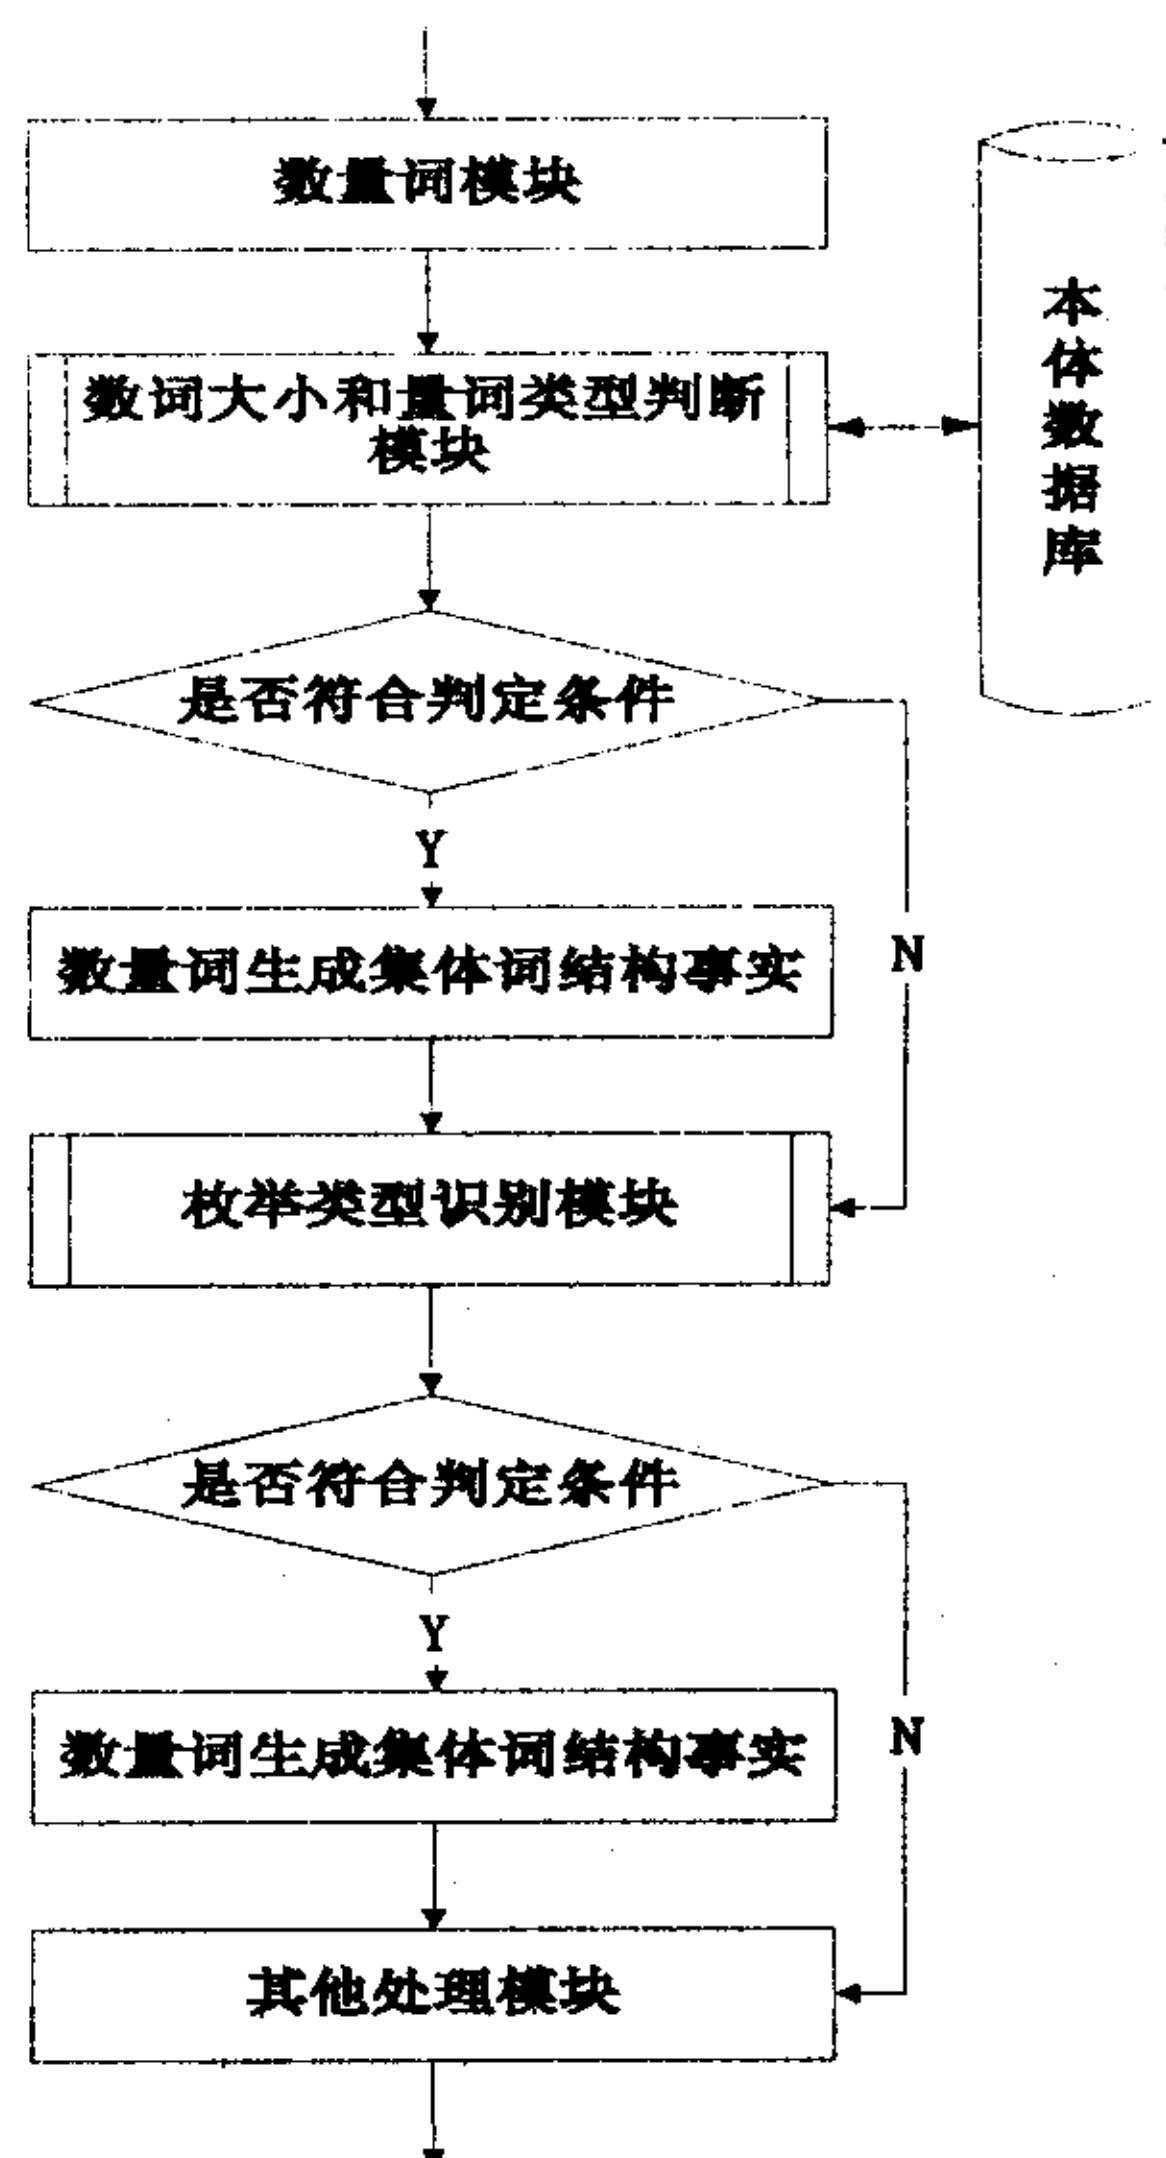 数量词模块
数词大小和量词类型判断
模块
本体数据库
是否符合判定条件
Y
数量词生成集体词结构事实
N
枚举类型识别模块
是否符合判定条件
Y
数量词生成集体词结构事实
N
其他处理模块